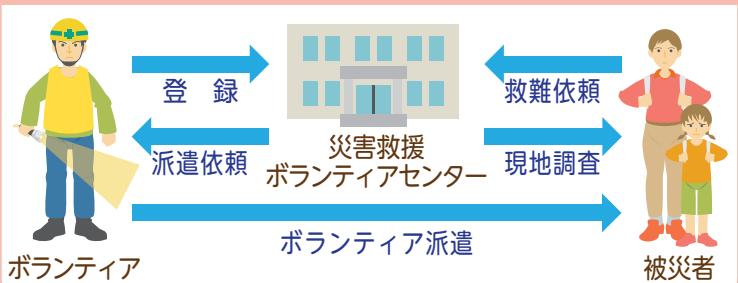 登　録
救難依頼
派遣依頼
災害救援
ボランティアセンター
現地調査
ボランティア派遣
ボランティア
被災者